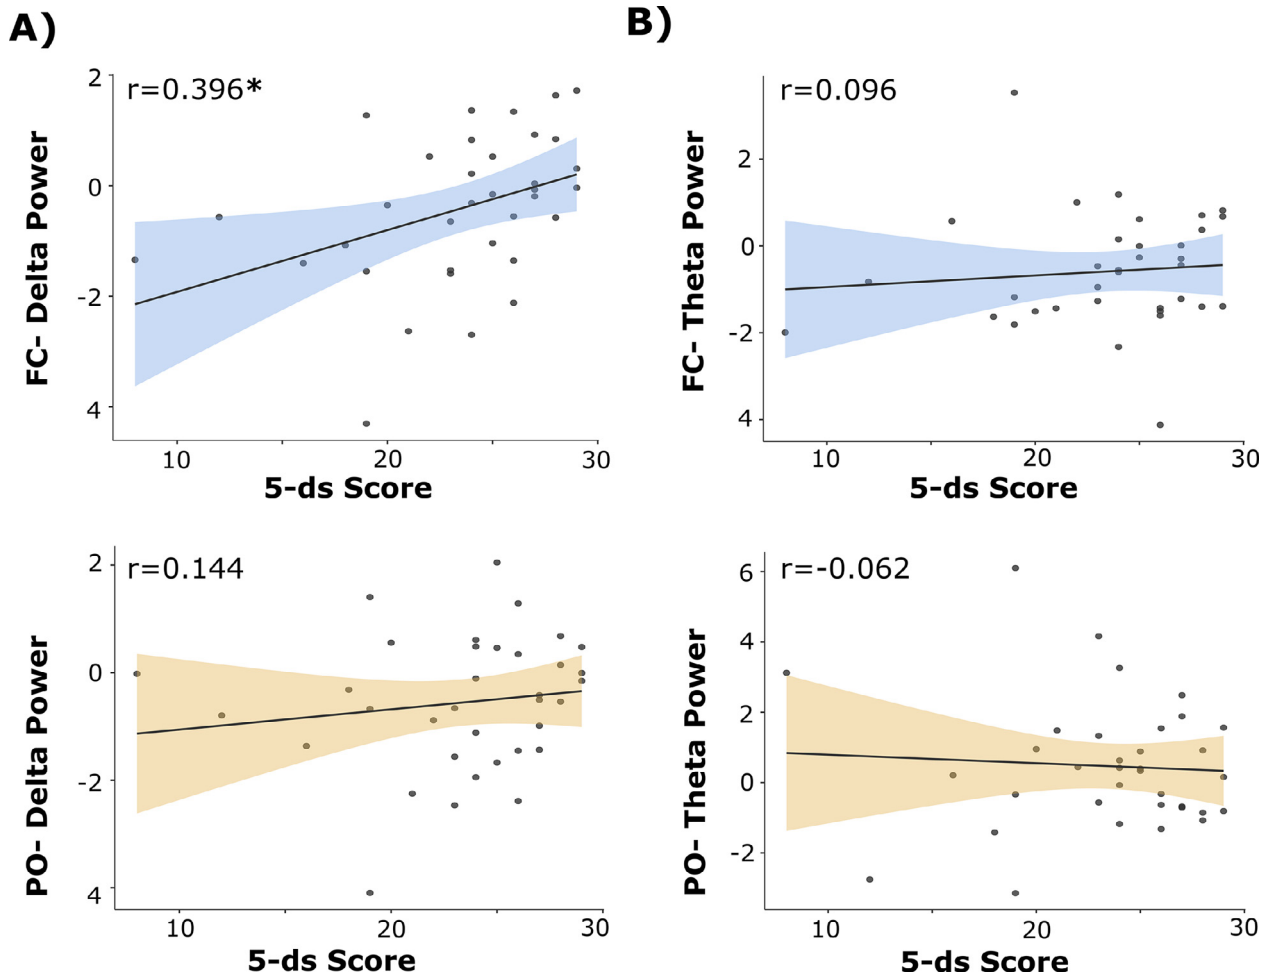 A)
B)
r=0.396*
FC- Delta Power
2
0
-2
4
10
20
30
5-ds Score
r=0.096
FC- Theta Power
2
0
-2
4
10
20
30
5-ds Score
r=0.144
PO- Delta Power
2
0
-2
4
10
20
30
5-ds Score
r=-0.062
PO- Theta Power
6
4
2
0
-2
10
20
30
5-ds Score